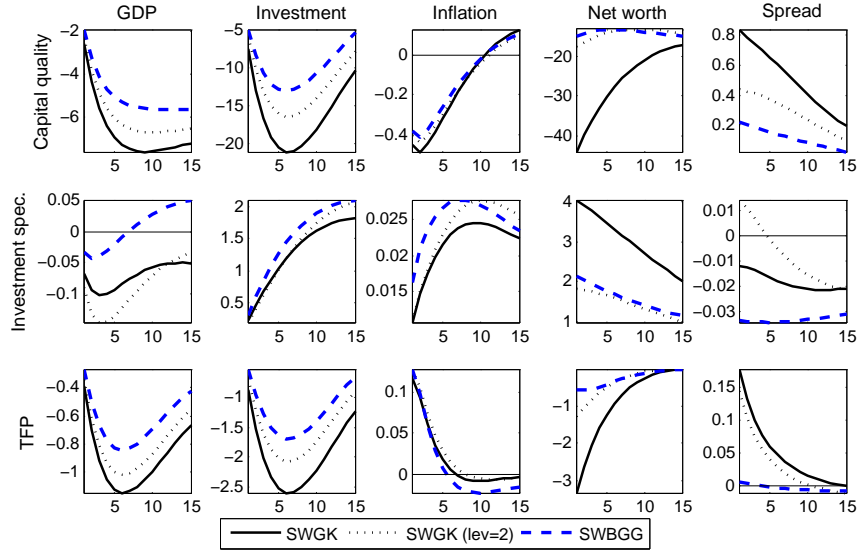 GDP Investment Inflation Net worth Spread
Capital quality
−2 −4 −6 5 10 15
−5 −10 −15 −20 5 10 15
0 −0.2 −0.4 5 10 15
−20 −30 −40 5 10 15
0.8 0.6 0.4 0.2 5 10 15
Investment spec.
0.05 0 −0.05 −0.1 5 10 15
2 1.5 1 0.5 5 10 15
0.025 0.02 0.015 0.01 5 10 15
4 3 2 1 5 10 15
0.01 0 −0.01 −0.02 −0.03 5 10 15
TFP
−0.4 −0.6 −0.8 −1 5 10 15
−1 −1.5 −2 −2.5 5 10 15
0.1 0.05 0 5 10 15
−1 −2 −3 5 10 15
0.15 0.1 0.05 0 5 10 15
SWGK SWGK (lev=2) SWBGG